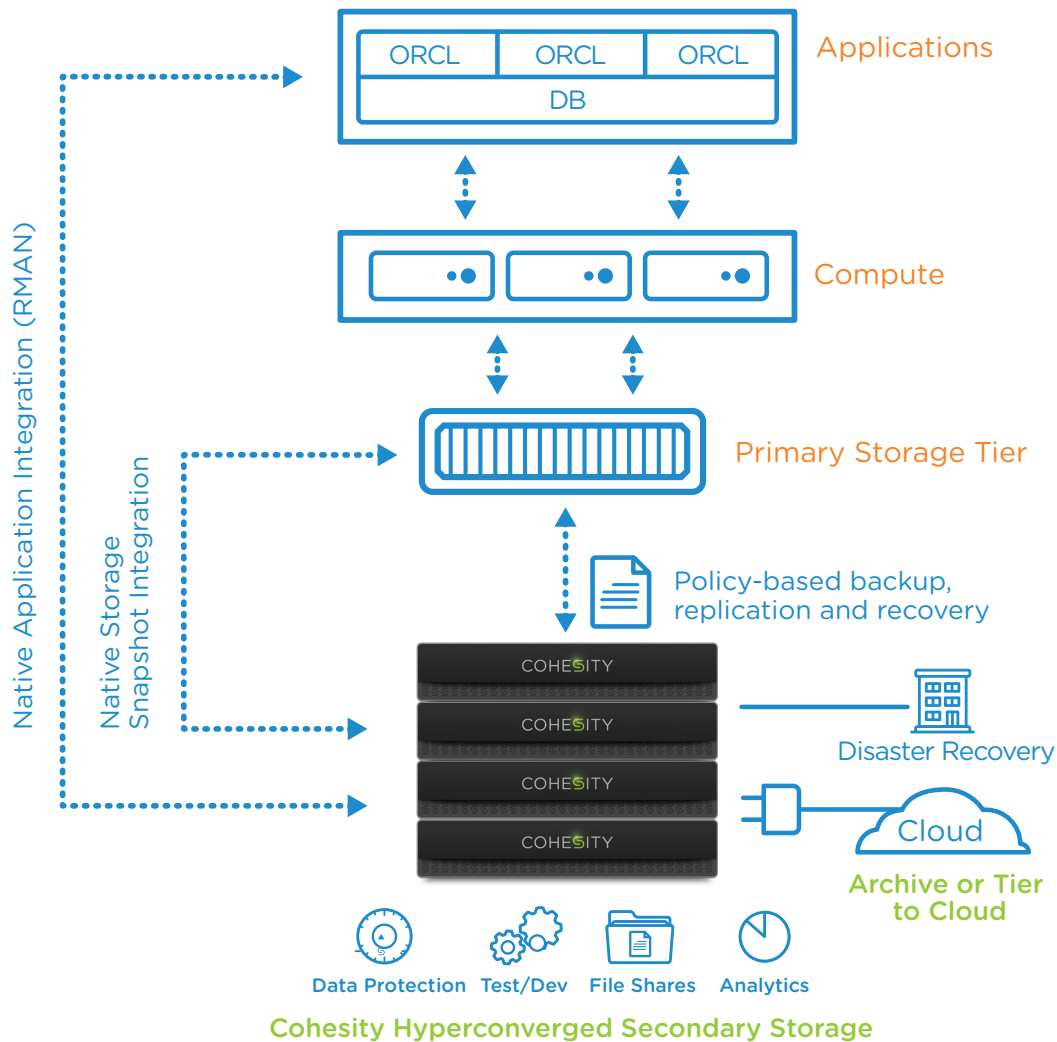 ORCL
ORCL
ORCL
DB
Applications
Compute
Primary Storage Tier
Native Application Integration (RMAN)
Native Storage
Snapshot Integration
Policy-based backup,
replication and recovery
COHESITY
COHESITY
COHESITY
COHESITY
Disaster Recovery
Cloud
Archive or Tier
to Cloud
Data Protection
Test/Dev
File Shares
Analytics
Cohesity Hyperconverged Secondary Storage